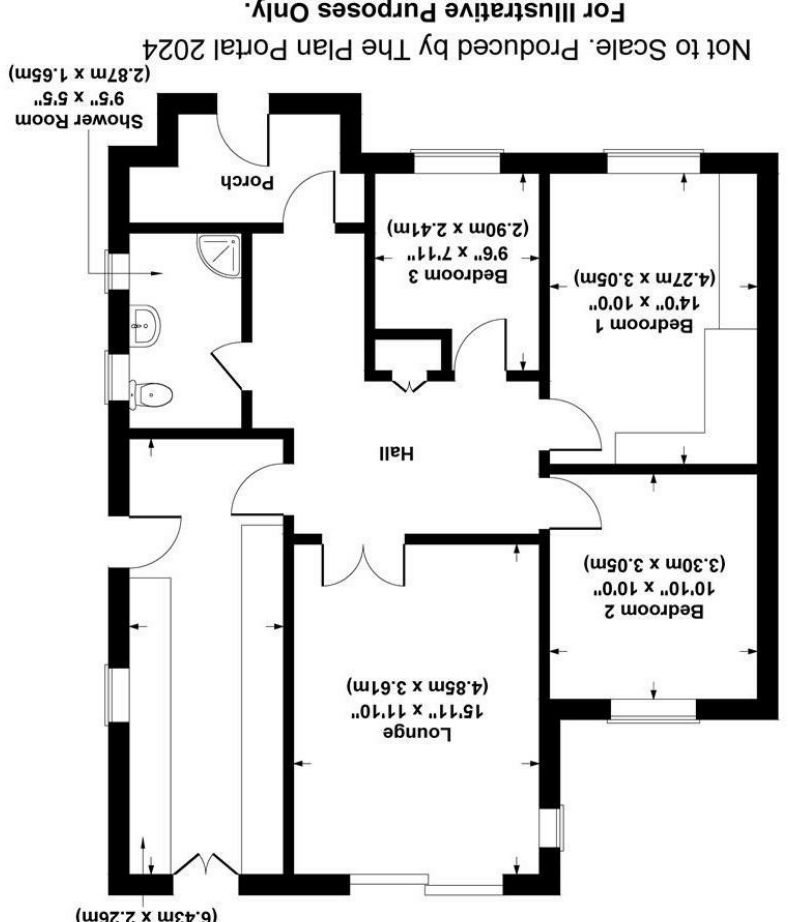 (6.43m x 2.26m)
Lounge
15'11" x 11'10"
(4.85m x 3.61m)
Bedroom 2
10'10" x 10'0"
(3.30m x 3.05m)
Hall
Bedroom 1
14'0" x 10'0"
(4.27m x 3.05m)
Bedroom 3
9'6" x 7'11"
(2.90m x 2.41m)
Porch
Shower Room
9'5" x 5'5"
(2.87m x 1.65m)
Not to Scale. Produced by The Plan Portal 2024
For Illustrative Purposes Only.